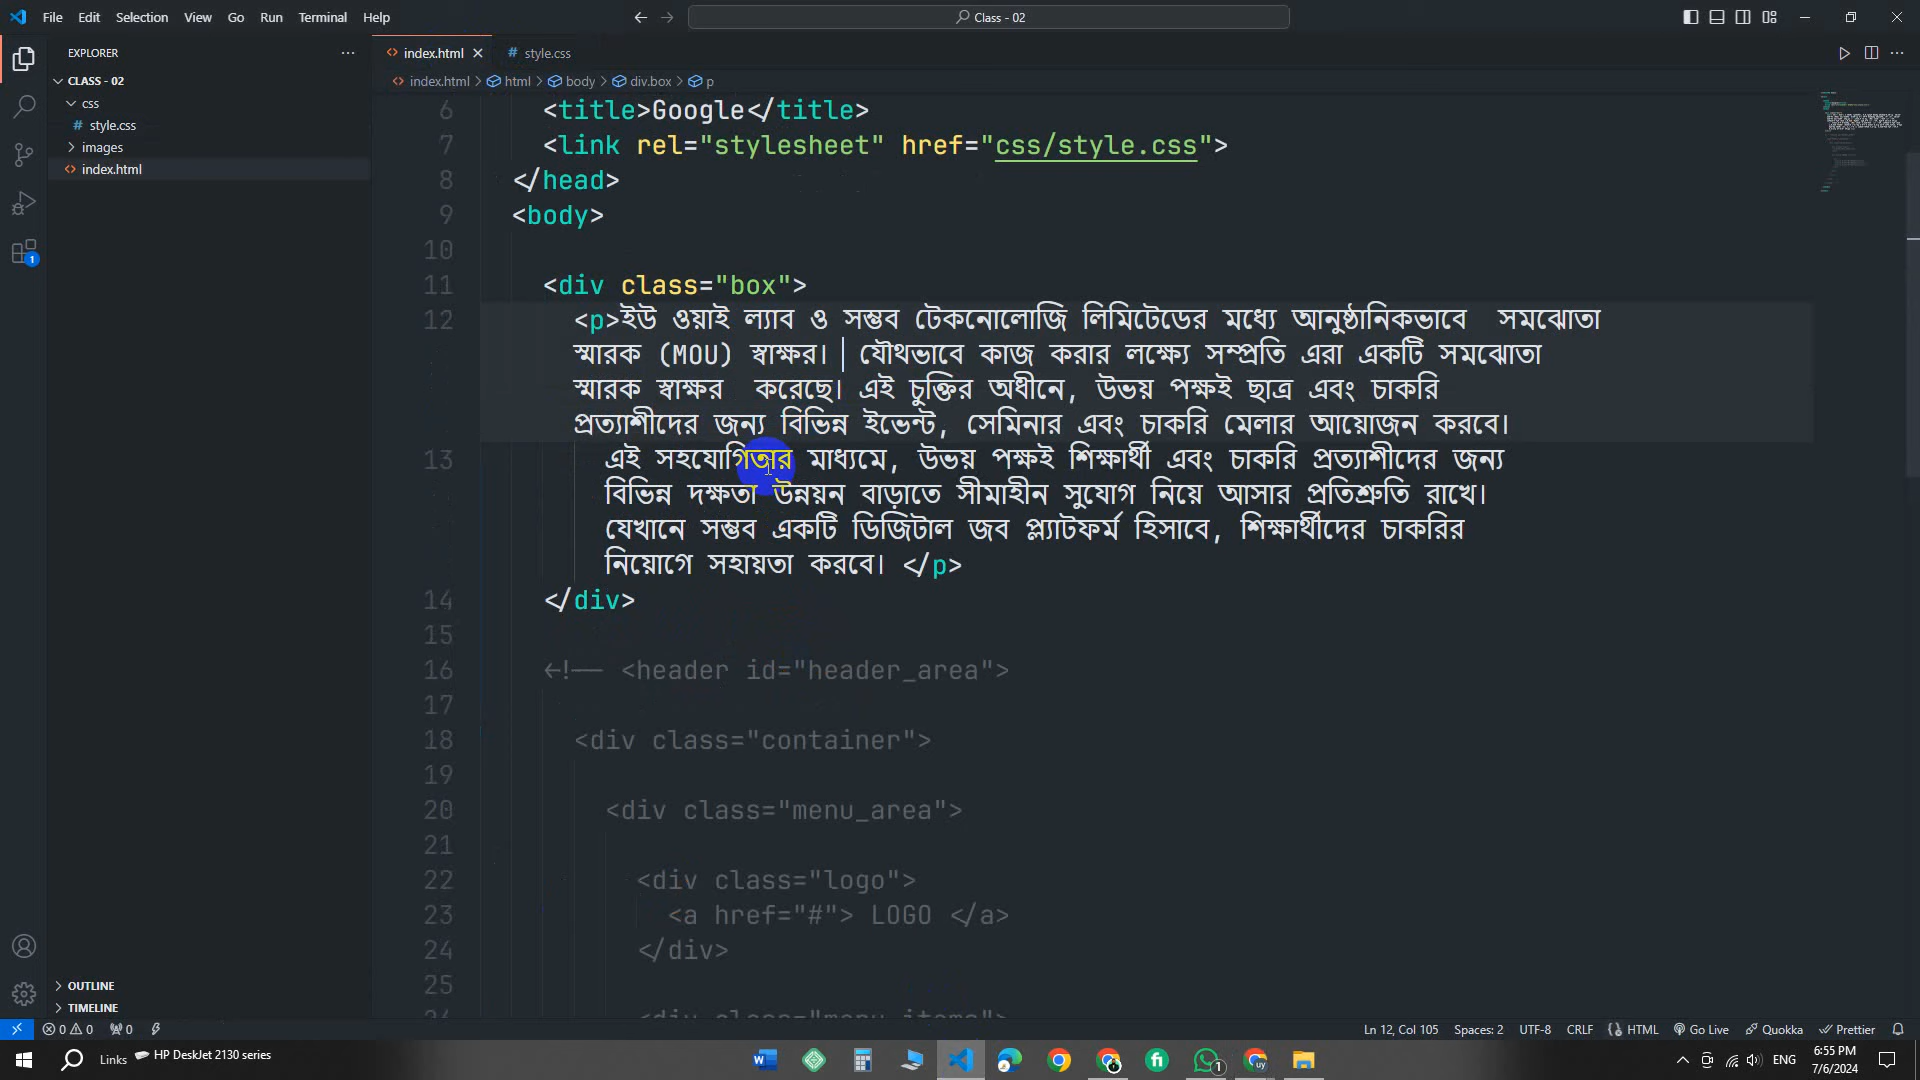 File Edit Selection View Go Run Terminal Help
Class - 02
EXPLORER
CLASS - 02
css
# style.css
images
index.html
OUTLINE
TIMELINE
index.html
# style.css
index.html > html > body > div.box > p
6 <title>Google</title>
7 <link rel="stylesheet" href="css/style.css">
8 </head>
9 <body>
10
11 <div class="box">
12 <p>ইউ ওয়াই ল্যাব ও সম্ভব টেকনোলোজি লিমিটেডের মধ্যে আনুষ্ঠানিকভাবে সমঝোতা
স্মারক (MOU) স্বাক্ষর। যৌথভাবে কাজ করার লক্ষ্যে সম্প্রতি এরা একটি সমঝোতা
স্মারক স্বাক্ষর করেছে। এই চুক্তির অধীনে, উভয় পক্ষই ছাত্র এবং চাকরি
প্রত্যাশীদের জন্য বিভিন্ন ইভেন্ট, সেমিনার এবং চাকরি মেলার আয়োজন করবে।
13 এই সহযোগিতার মাধ্যমে, উভয় পক্ষই শিক্ষার্থী এবং চাকরি প্রত্যাশীদের জন্য
বিভিন্ন দক্ষতা উন্নয়ন বাড়াতে সীমাহীন সুযোগ নিয়ে আসার প্রতিশ্রুতি রাখে।
যেখানে সম্ভব একটি ডিজিটাল জব প্ল্যাটফর্ম হিসাবে, শিক্ষার্থীদের চাকরির
নিয়োগে সহায়তা করবে। </p>
14 </div>
15
16 <!-- <header id="header_area">
17
18 <div class="container">
19
20 <div class="menu_area">
21
22 <div class="logo">
23 <a href="#"> LOGO </a>
24 </div>
25
26 <div class="menu_items">
0 0 0 Ln 12, Col 105 Spaces: 2 UTF-8 CRLF HTML Go Live Quokka Prettier
Links HP DeskJet 2130 series ENG 6:55 PM
7/6/2024